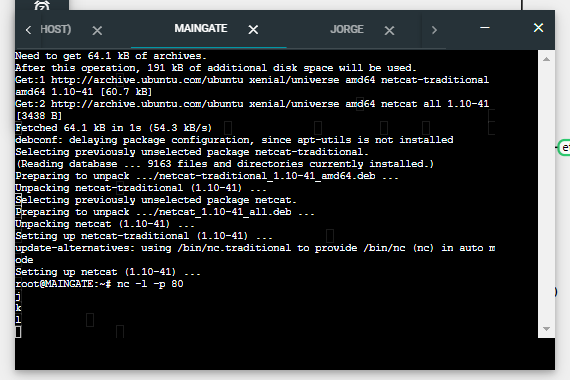 HOST)
MAINGATE
JORGE
Need to get 64.1 kB of archives.
After this operation, 191 kB of additional disk space will be used.
Get:1 http://archive.ubuntu.com/ubuntu xenial/universe amd64 netcat-traditional
amd64 1.10-41 [60.7 kB]
Get:2 http://archive.ubuntu.com/ubuntu xenial/universe amd64 netcat all 1.10-41
[3438 B]
Fetched 64.1 kB in 1s (54.3 kB/s)
debconf: delaying package configuration, since apt-utils is not installed
Selecting previously unselected package netcat-traditional.
(Reading database ... 9163 files and directories currently installed.)
Preparing to unpack .../netcat-traditional_1.10-41_amd64.deb ...
Unpacking netcat-traditional (1.10-41) ...
Selecting previously unselected package netcat.
Preparing to unpack .../netcat_1.10-41_all.deb ...
Unpacking netcat (1.10-41) ...
Setting up netcat-traditional (1.10-41) ...
update-alternatives: using /bin/nc.traditional to provide /bin/nc (nc) in auto m
ode
Setting up netcat (1.10-41) ...
root@MAINGATE:~# nc -l -p 80
j
k
l